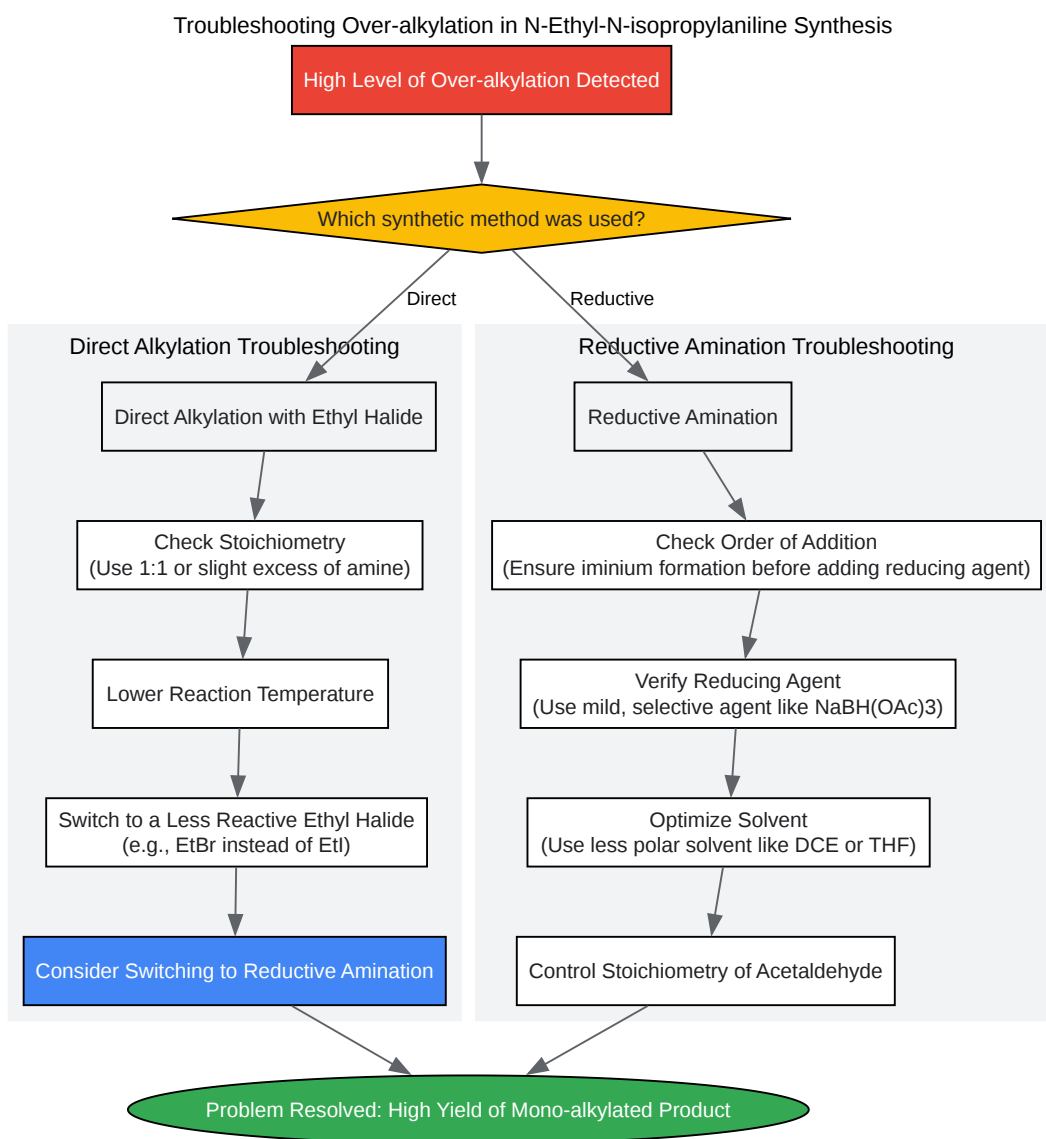 Troubleshooting Over-alkylation in N-Ethyl-N-isopropylaniline Synthesis
High Level of Over-alkylation Detected
Which synthetic method was used?
Direct
Reductive
Direct Alkylation Troubleshooting
Direct Alkylation with Ethyl Halide
Check Stoichiometry
(Use 1:1 or slight excess of amine)
Lower Reaction Temperature
Switch to a Less Reactive Ethyl Halide
(e.g., EtBr instead of EtI)
Consider Switching to Reductive Amination
Reductive Amination Troubleshooting
Reductive Amination
Check Order of Addition
(Ensure iminium formation before adding reducing agent)
Verify Reducing Agent
(Use mild, selective agent like NaBH(OAc)3)
Optimize Solvent
(Use less polar solvent like DCE or THF)
Control Stoichiometry of Acetaldehyde
Problem Resolved: High Yield of Mono-alkylated Product